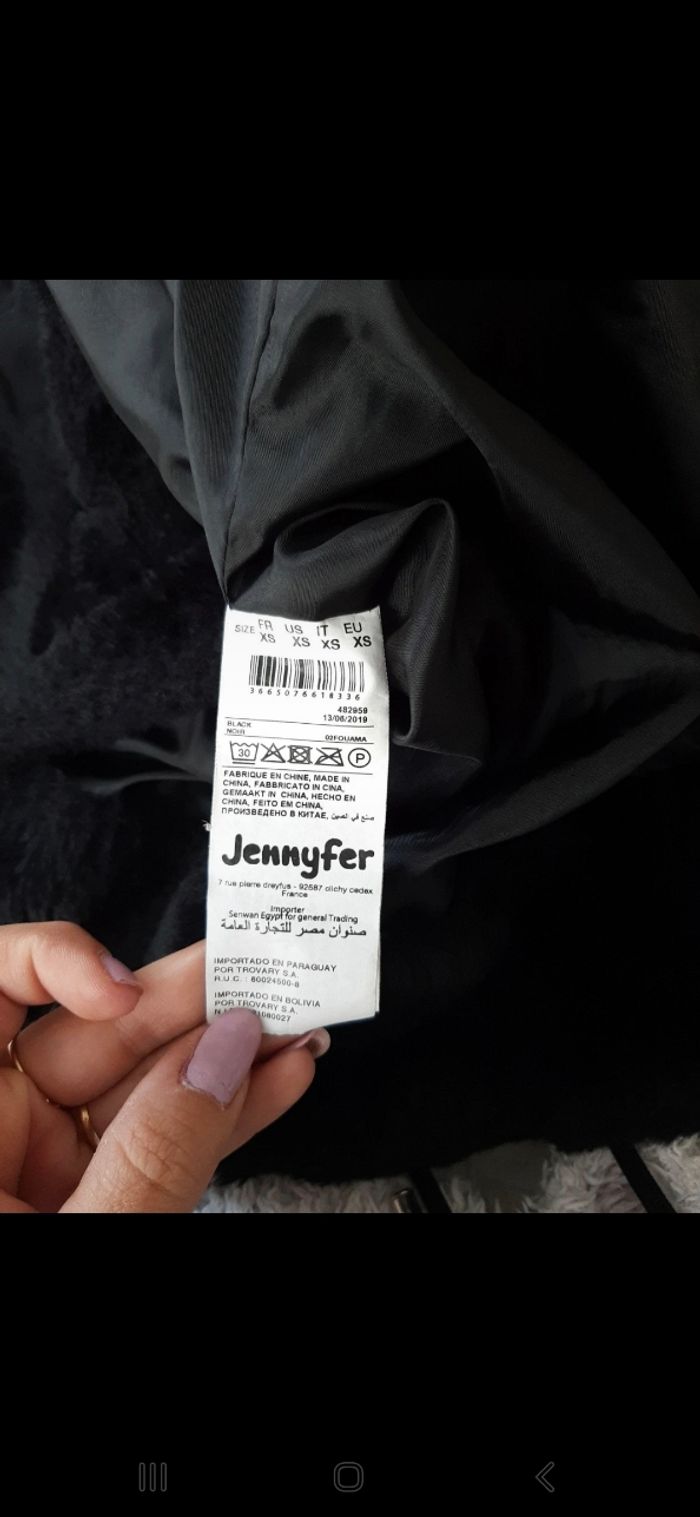 SIZE FR US IT EU
XS XS XS XS
3665076618336
482959
13/06/2019
BLACK
NOIR 02FOUAMA
30 P
FABRIQUE EN CHINE, MADE IN
CHINA, FABBRICATO IN CINA,
GEMAAKT IN CHINA, HECHO EN
CHINA, FEITO EM CHINA,
ПРОИЗВЕДЕНО В КИТАЕ, صنع في الصين
Jennyfer
7 rue pierre dreyfus - 92587 clichy cedex
France
Importer
Senwan Egypt for general Trading
صنوان مصر للتجارة العامة
IMPORTADO EN PARAGUAY
POR TROVARY S.A.
R.U.C. : 80024500-8
IMPORTADO EN BOLIVIA
POR TROVARY S.A.